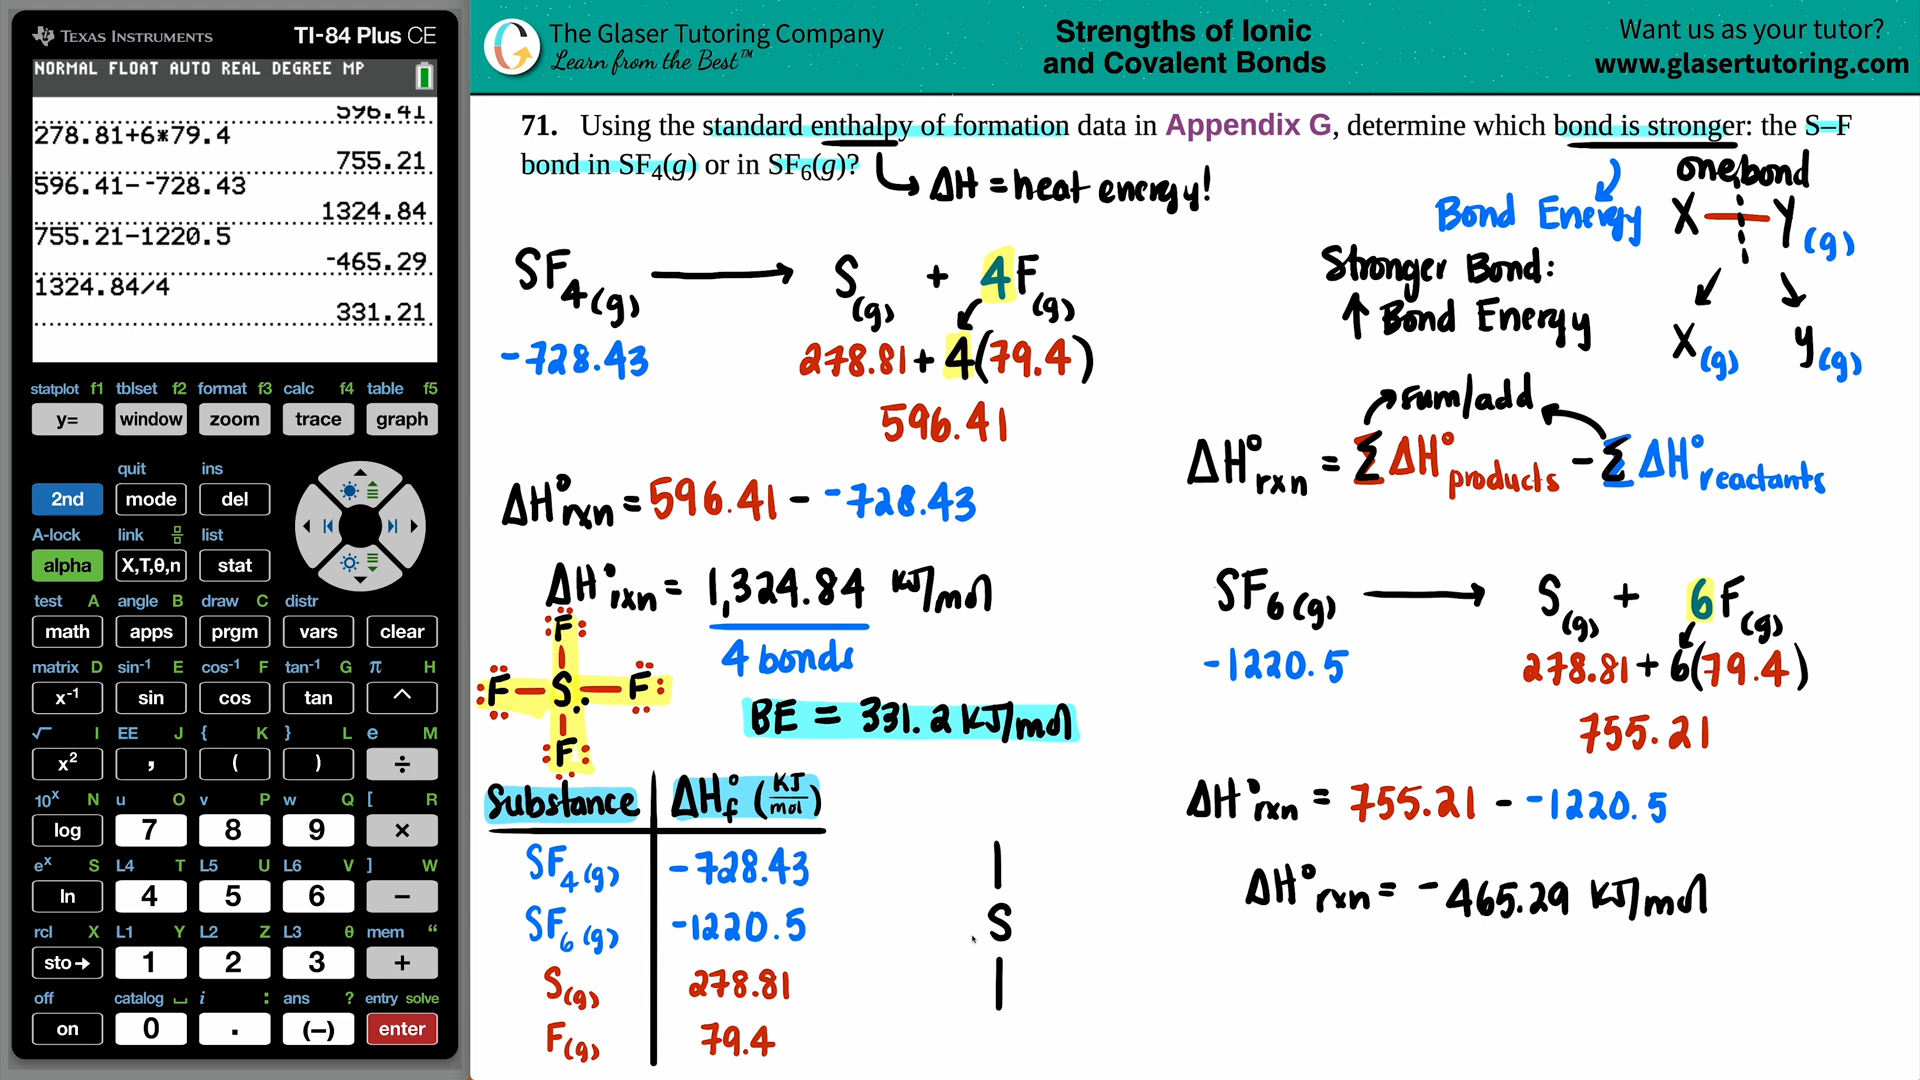 TEXAS INSTRUMENTS TI-84 Plus CE
NORMAL FLOAT AUTO REAL DEGREE MP
596.41
278.81+6*79.4
755.21
596.41--728.43
1324.84
755.21-1220.5
-465.29
1324.84/4
331.21
statplot f1 tblset f2 format f3 calc f4 table f5
y= window zoom trace graph
quit ins
2nd mode del
A-lock link list
alpha X,T,θ,n stat
test A angle B draw C distr
math apps prgm vars clear
matrix D sin⁻¹ E cos⁻¹ F tan⁻¹ G π H
x⁻¹ sin cos tan ^
√ I EE J { K } L e M
x² , ( ) ÷
10ˣ N u O v P w Q [ R
log 7 8 9 ×
eˣ S L4 T L5 U L6 V ] W
ln 4 5 6 −
rcl X L1 Y L2 Z L3 θ mem "
sto→ 1 2 3 +
off catalog ␣ i : ans ? entry solve
on 0 . (−) enter
The Glaser Tutoring Company
Learn from the Best™
Strengths of Ionic
and Covalent Bonds
Want us as your tutor?
www.glasertutoring.com
71. Using the standard enthalpy of formation data in Appendix G, determine which bond is stronger: the S–F
bond in SF₄(g) or in SF₆(g)?
ΔH = heat energy!
one bond
Bond Energy X — Y (g)
Stronger Bond:
↑ Bond Energy
X(g) y(g)
SF₄(g) → S(g) + 4F(g)
-728.43 278.81 + 4(79.4)
596.41
sum/add
ΔH°rxn = Σ ΔH°products − Σ ΔH°reactants
ΔH°rxn = 596.41 − -728.43
ΔH°rxn = 1,324.84 KJ/mol
4 bonds
F
F — S — F
F
BE = 331.2 KJ/mol
SF₆(g) → S(g) + 6F(g)
-1220.5 278.81 + 6(79.4)
755.21
ΔH°rxn = 755.21 - -1220.5
ΔH°rxn = -465.29 KJ/mol
Substance ΔH°f (KJ/mol)
SF₄(g) -728.43
SF₆(g) -1220.5
S(g) 278.81
F(g) 79.4
S